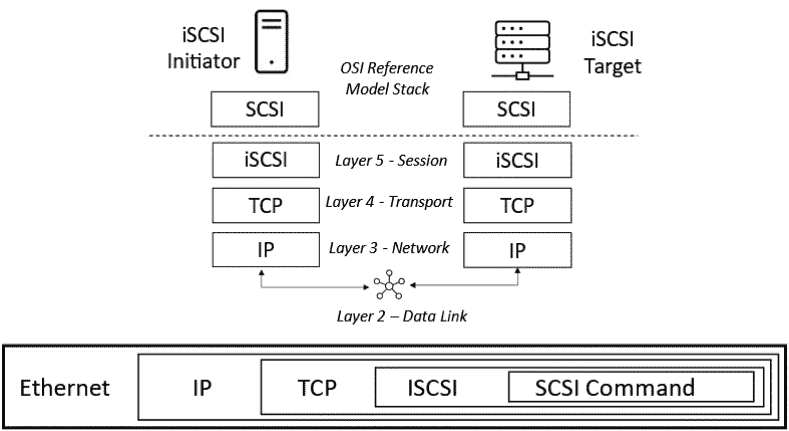 iSCSI
Initiator
iSCSI
Target
OSI Reference
Model Stack
SCSI
SCSI
iSCSI
Layer 5 - Session
iSCSI
TCP
Layer 4 - Transport
TCP
IP
Layer 3 - Network
IP
Layer 2 – Data Link
Ethernet
IP
TCP
ISCSI
SCSI Command